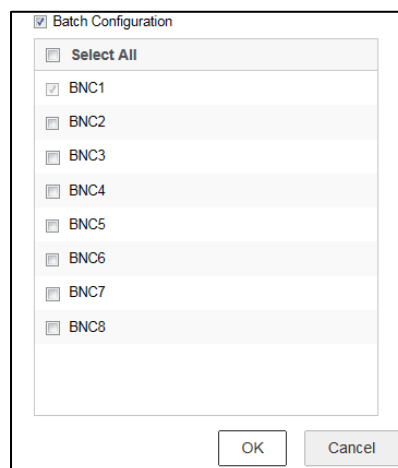 Batch Configuration
Select All
BNC1
BNC2
BNC3
BNC4
BNC5
BNC6
BNC7
BNC8
OK Cancel